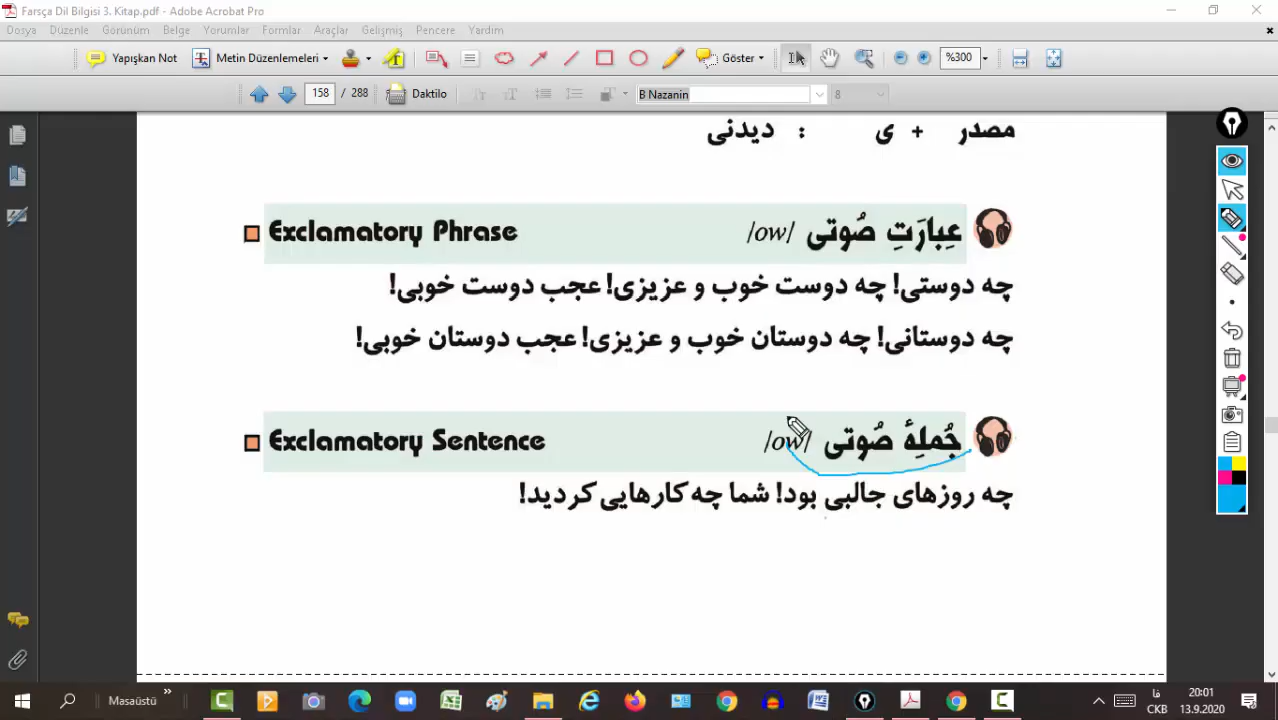 Farsça Dil Bilgisi 3. Kitap.pdf - Adobe Acrobat Pro
Dosya Düzenle Görünüm Belge Yorumlar Formlar Araçlar Gelişmiş Pencere Yardım
Yapışkan Not Metin Düzenlemeleri Göster %300
158 / 288 Daktilo B Nazanin 8
مصدر + ی : دیدنی
عِبارَتِ صُوتی /ow/ Exclamatory Phrase
چه دوستی! چه دوست خوب و عزیزی! عجب دوست خوبی!
چه دوستانی! چه دوستان خوب و عزیزی! عجب دوستان خوبی!
جُملِهٔ صُوتی /ow/ Exclamatory Sentence
چه روزهای جالبی بود! شما چه کارهایی کردید!
Masaüstü فا 20:01
CKB 13.9.2020